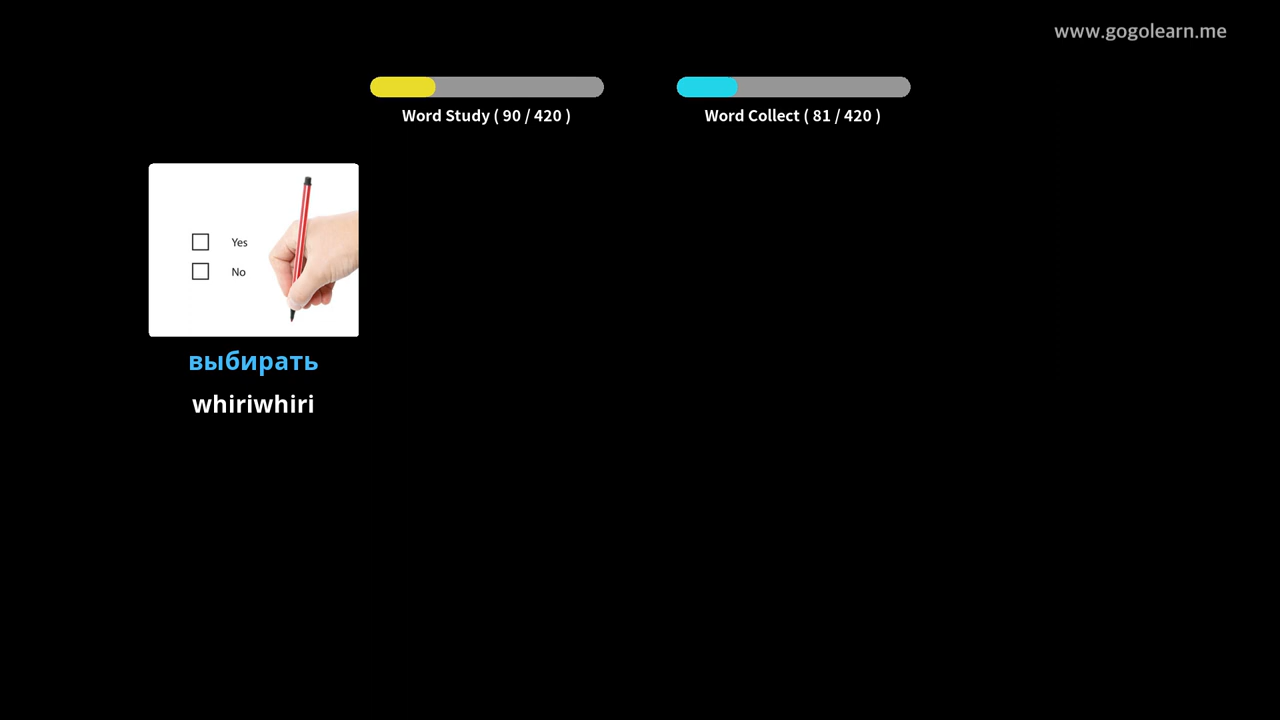 www.gogolearn.me
Word Study ( 90 / 420 )
Word Collect ( 81 / 420 )
Yes
No
выбирать
whiriwhiri